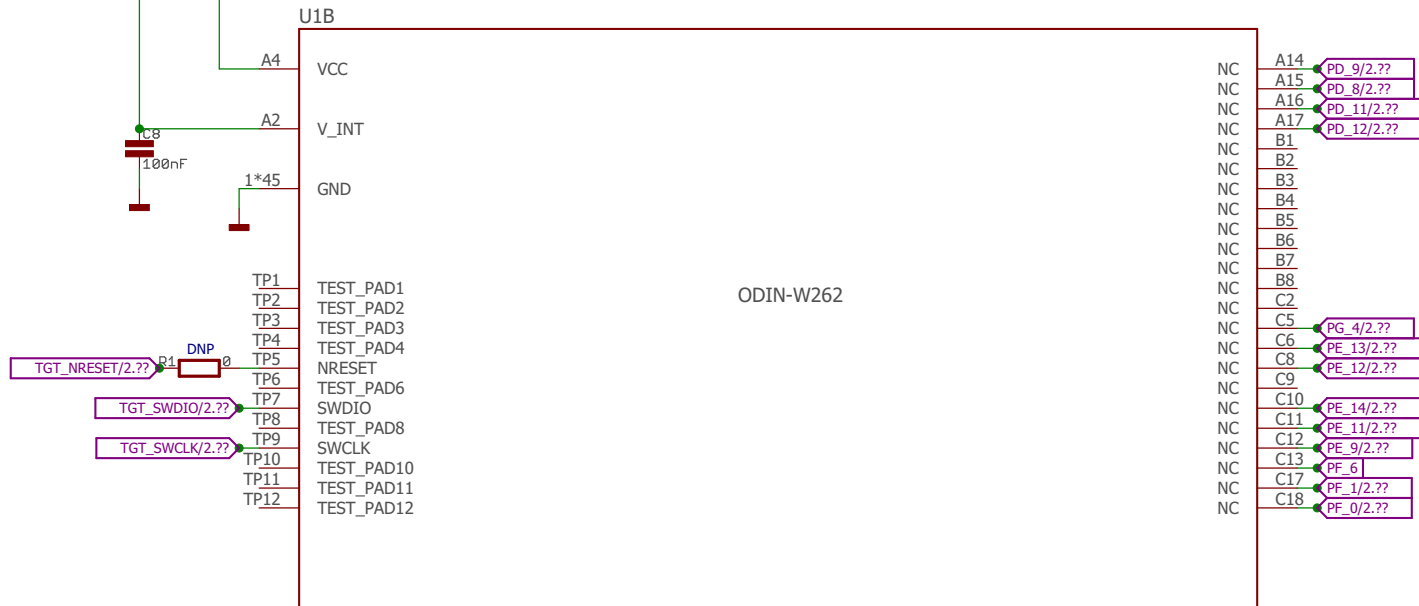 U1B
A4 VCC
A2 V_INT
C8
100nF
1*45 GND
TP1 TEST_PAD1
TP2 TEST_PAD2
TP3 TEST_PAD3
TP4 TEST_PAD4
TGT_NRESET/2.?? R1 DNP 0 TP5 NRESET
TP6 TEST_PAD6
TGT_SWDIO/2.?? TP7 SWDIO
TP8 TEST_PAD8
TGT_SWCLK/2.?? TP9 SWCLK
TP10 TEST_PAD10
TP11 TEST_PAD11
TP12 TEST_PAD12
ODIN-W262
NC A14 PD_9/2.??
NC A15 PD_8/2.??
NC A16 PD_11/2.??
NC A17 PD_12/2.??
NC B1
NC B2
NC B3
NC B4
NC B5
NC B6
NC B7
NC B8
NC C2
NC C5 PG_4/2.??
NC C6 PE_13/2.??
NC C8 PE_12/2.??
NC C9
NC C10 PE_14/2.??
NC C11 PE_11/2.??
NC C12 PE_9/2.??
NC C13 PF_6
NC C17 PF_1/2.??
NC C18 PF_0/2.??